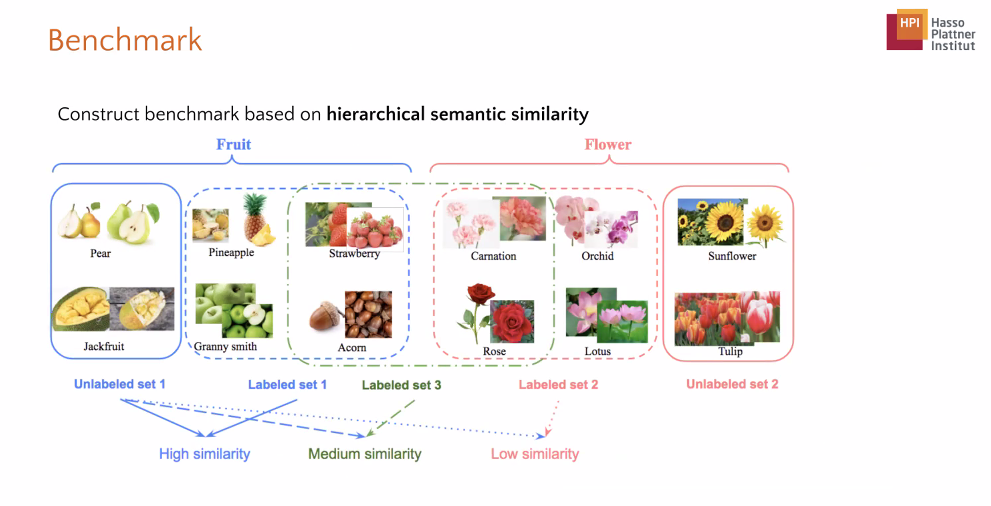 Benchmark
HPI Hasso
Plattner
Institut
Construct benchmark based on hierarchical semantic similarity
Fruit
Flower
Pear
Pineapple
Strawberry
Carnation
Orchid
Sunflower
Jackfruit
Granny smith
Acorn
Rose
Lotus
Tulip
Unlabeled set 1
Labeled set 1
Labeled set 3
Labeled set 2
Unlabeled set 2
High similarity
Medium similarity
Low similarity